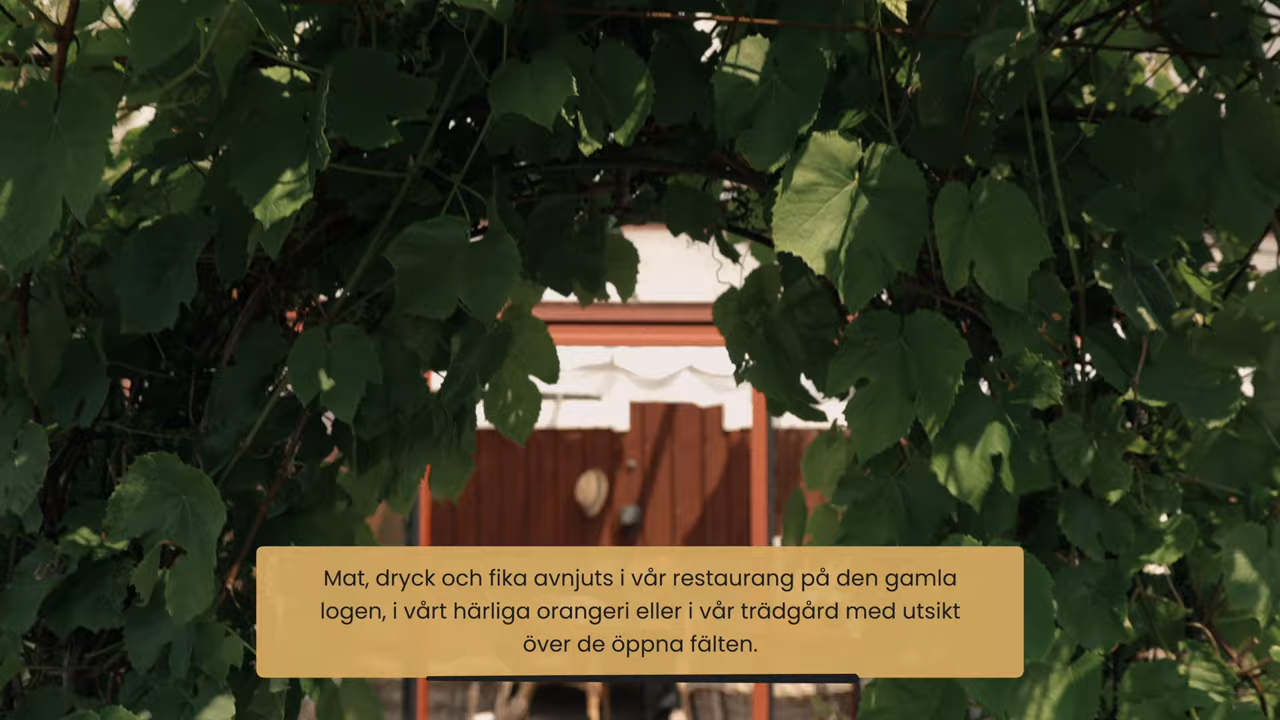 Mat, dryck och fika avnjuts i vår restaurang på den gamla
logen, i vårt härliga orangeri eller i vår trädgård med utsikt
över de öppna fälten.